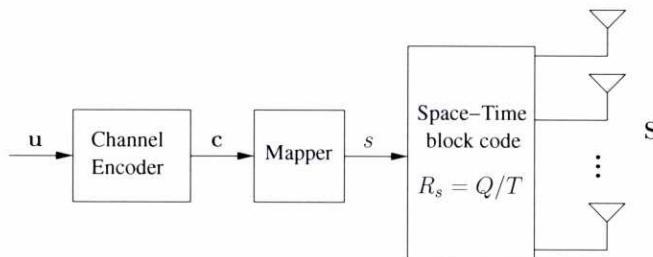 u
Channel
Encoder
c
Mapper
s
Space–Time
block code
R_s = Q/T
S